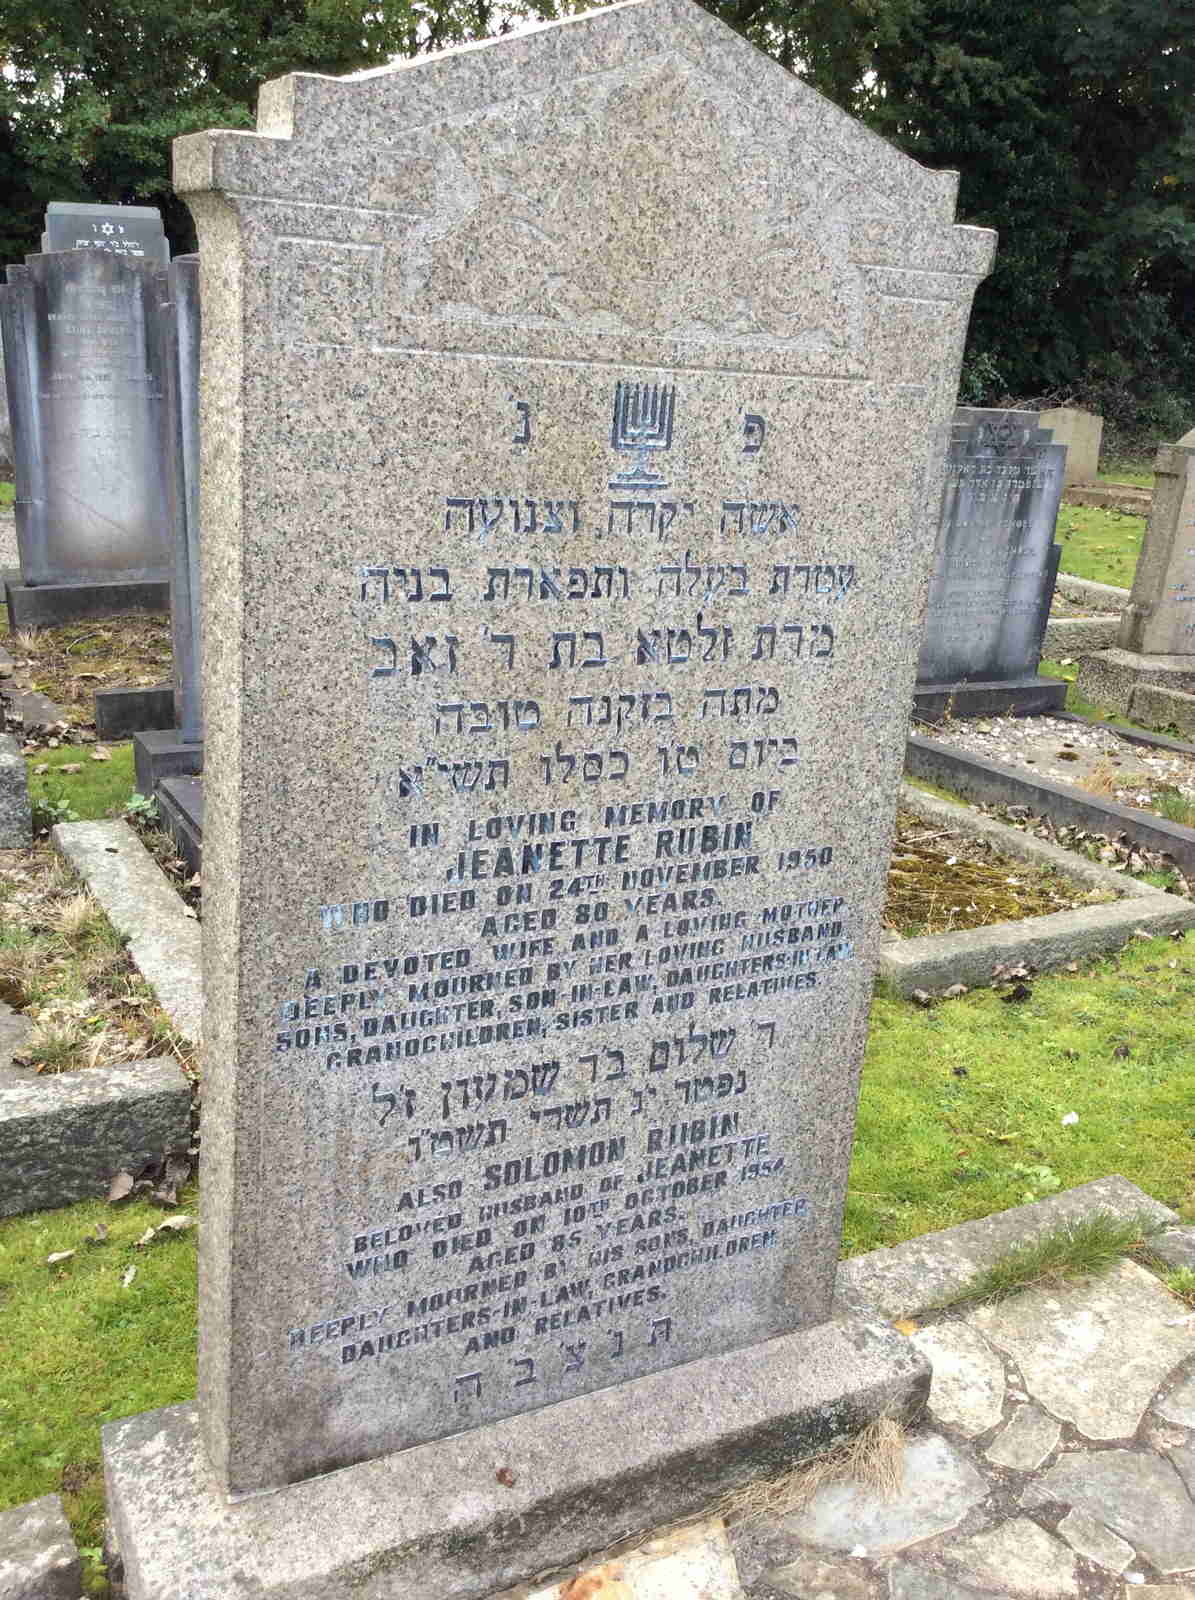 פ' נ'
אשה יקרה וצנועה
עטרת בעלה ותפארת בניה
מרת זלטא בת ר' זאב
מתה בזקנה טובה
ביום טו כסלו תשי"א
IN LOVING MEMORY OF
JEANETTE RUBIN
WHO DIED ON 24TH NOVEMBER 1950
AGED 80 YEARS.
A DEVOTED WIFE AND A LOVING MOTHER
DEEPLY MOURNED BY HER LOVING HUSBAND,
SONS, DAUGHTER, SON-IN-LAW, DAUGHTERS-IN-LAW,
GRANDCHILDREN, SISTER AND RELATIVES.
ר' שלום ב'ר שמעון ז'ל
נפטר יג תשרי תשט"ו
ALSO SOLOMON RUBIN
BELOVED HUSBAND OF JEANETTE
WHO DIED ON 10TH OCTOBER 1954
AGED 85 YEARS.
DEEPLY MOURNED BY HIS SONS, DAUGHTER,
DAUGHTERS-IN-LAW, GRANDCHILDREN,
AND RELATIVES.
ת' נ' צ' ב' ה'